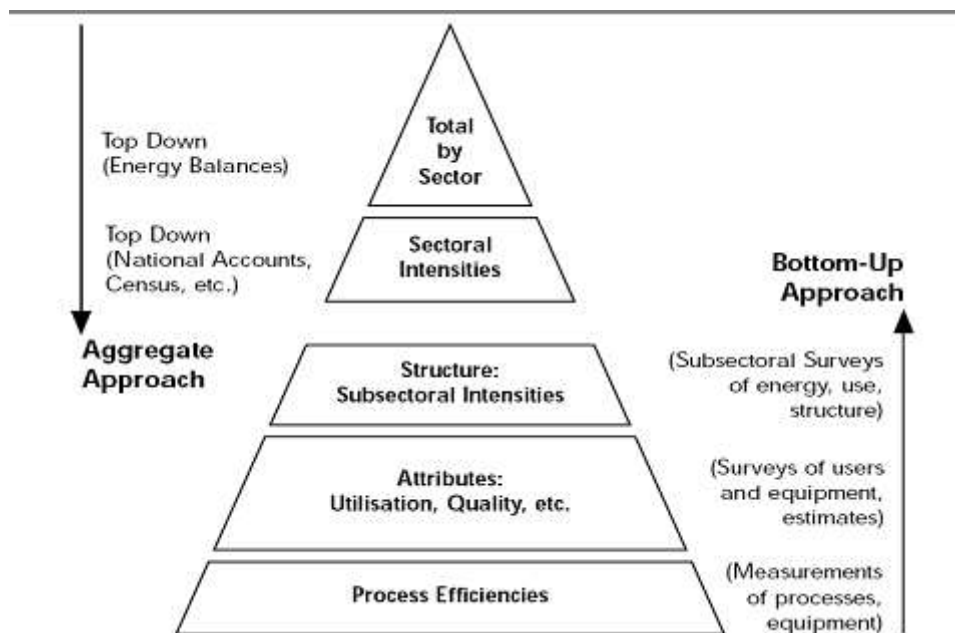 Total
by
Sector
Top Down
(Energy Balances)
Top Down
(National Accounts,
Census, etc.)
Sectoral
Intensities
Bottom-Up
Approach
Aggregate
Approach
Structure:
Subsectoral Intensities
(Subsectoral Surveys
of energy, use,
structure)
Attributes:
Utilisation, Quality, etc.
(Surveys of users
and equipment,
estimates)
Process Efficiencies
(Measurements
of processes,
equipment)